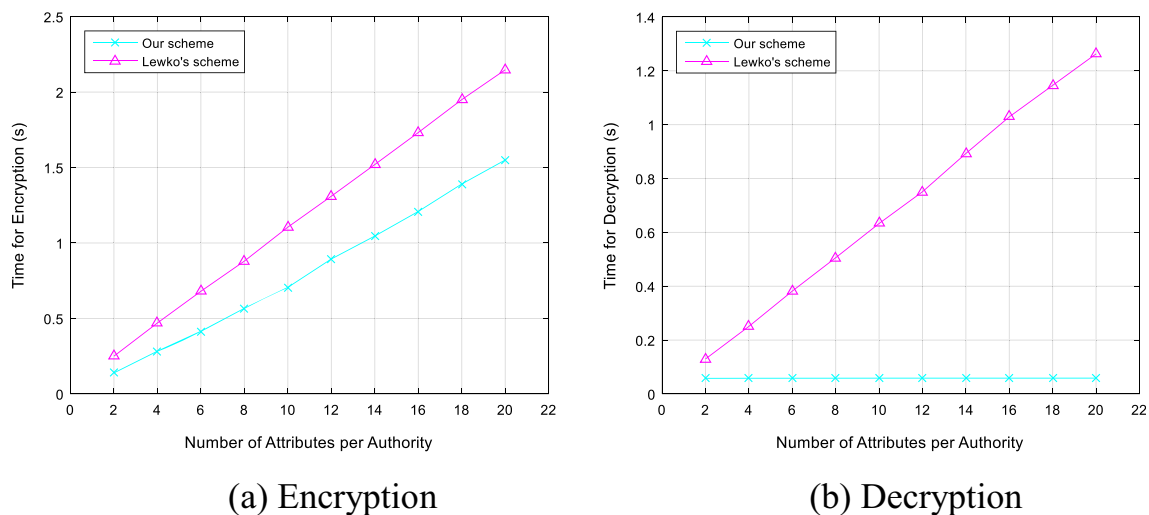 2.5
2
1.5
1
0.5
0
0 2 4 6 8 10 12 14 16 18 20 22
Time for Encryption (s)
Number of Attributes per Authority
Our scheme
Lewko's scheme
(a) Encryption
1.4
1.2
1
0.8
0.6
0.4
0.2
0
0 2 4 6 8 10 12 14 16 18 20 22
Time for Decryption (s)
Number of Attributes per Authority
Our scheme
Lewko's scheme
(b) Decryption